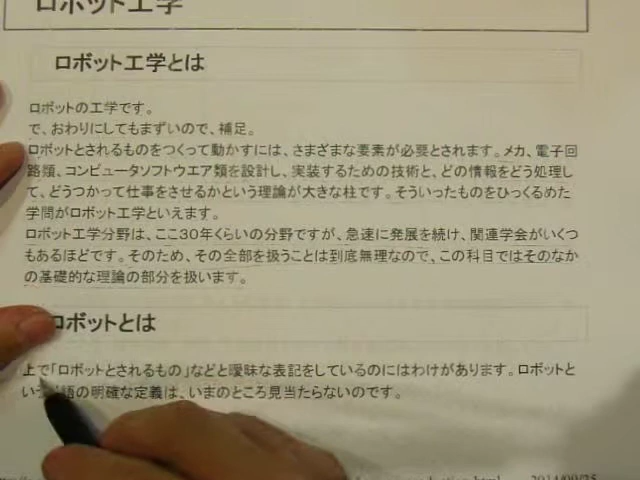 ロボット工学
ロボット工学とは
ロボットの工学です。
で、おわりにしてもまずいので、補足。
ロボットとされるものをつくって動かすには、さまざまな要素が必要とされます。メカ、電子回
路類、コンピュータソフトウエア類を設計し、実装するための技術と、どの情報をどう処理し
て、どうつかって仕事をさせるかという理論が大きな柱です。そういったものをひっくるめた
学問がロボット工学といえます。
ロボット工学分野は、ここ30年くらいの分野ですが、急速に発展を続け、関連学会がいくつ
もあるほどです。そのため、その全部を扱うことは到底無理なので、この科目ではそのなか
の基礎的な理論の部分を扱います。
ロボットとは
上で「ロボットとされるもの」などと曖昧な表記をしているのにはわけがあります。ロボットと
いう 語の明確な定義は、いまのところ見当たらないのです。
2014/09/25